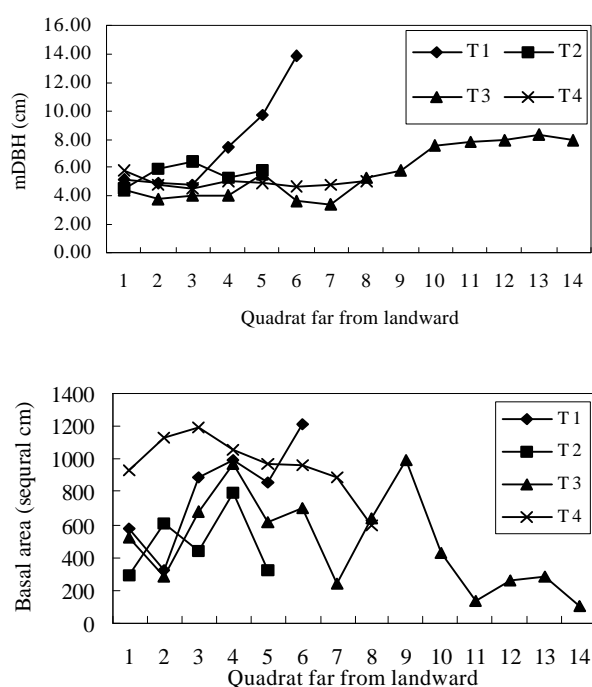 16.00
14.00
12.00
10.00
8.00
6.00
4.00
2.00
0.00
mDBH (cm)
T1 T2
T3 T4
1 2 3 4 5 6 7 8 9 10 11 12 13 14
Quadrat far from landward
1400
1200
1000
800
600
400
200
0
Basal area (sequral cm)
T1
T2
T3
T4
1 2 3 4 5 6 7 8 9 10 11 12 13 14
Quadrat far from landward